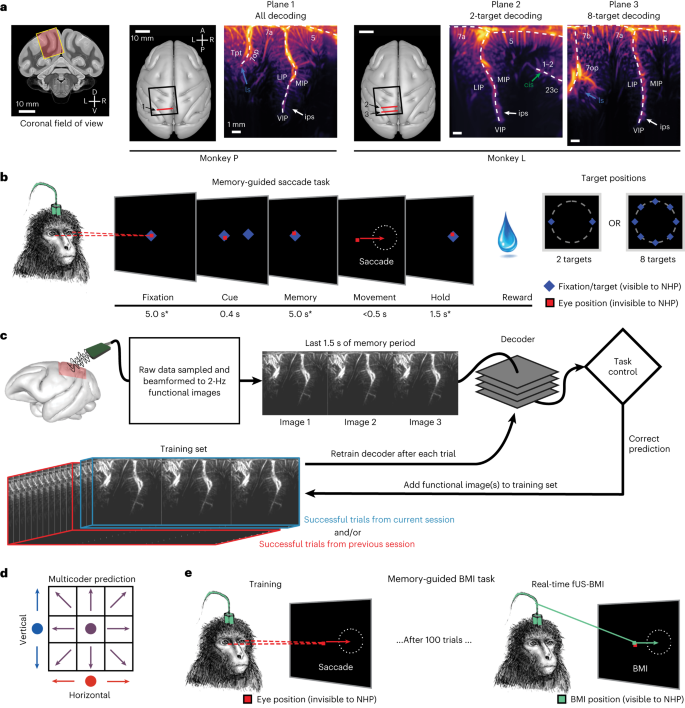 a
Plane 1
All decoding
Plane 2
2-target decoding
Plane 3
8-target decoding
10 mm
D
L R
V
Coronal field of view
10 mm
A
L R
P
1
7a
5
Tpt
7op
ls
LIP
MIP
VIP
ips
1 mm
Monkey P
10 mm
2
3
7a
5
1–2
cis
23c
LIP
MIP
VIP
ips
7a
5
7op
ls
LIP
MIP
VIP
ips
Monkey L
b
Memory-guided saccade task
Target positions
Saccade
OR
2 targets
8 targets
Fixation
Cue
Memory
Movement
Hold
Reward
5.0 s*
0.4 s
5.0 s*
<0.5 s
1.5 s*
Fixation/target (visible to NHP)
Eye position (invisible to NHP)
c
Raw data sampled and
beamformed to 2-Hz
functional images
Last 1.5 s of memory period
Image 1
Image 2
Image 3
Decoder
Task
control
Correct
prediction
Training set
Retrain decoder after each trial
Add functional image(s) to training set
Successful trials from current session
and/or
Successful trials from previous session
d
Multicoder prediction
Vertical
Horizontal
e
Training
Memory-guided BMI task
Real-time fUS-BMI
Saccade
...After 100 trials ...
BMI
Eye position (invisible to NHP)
BMI position (visible to NHP)